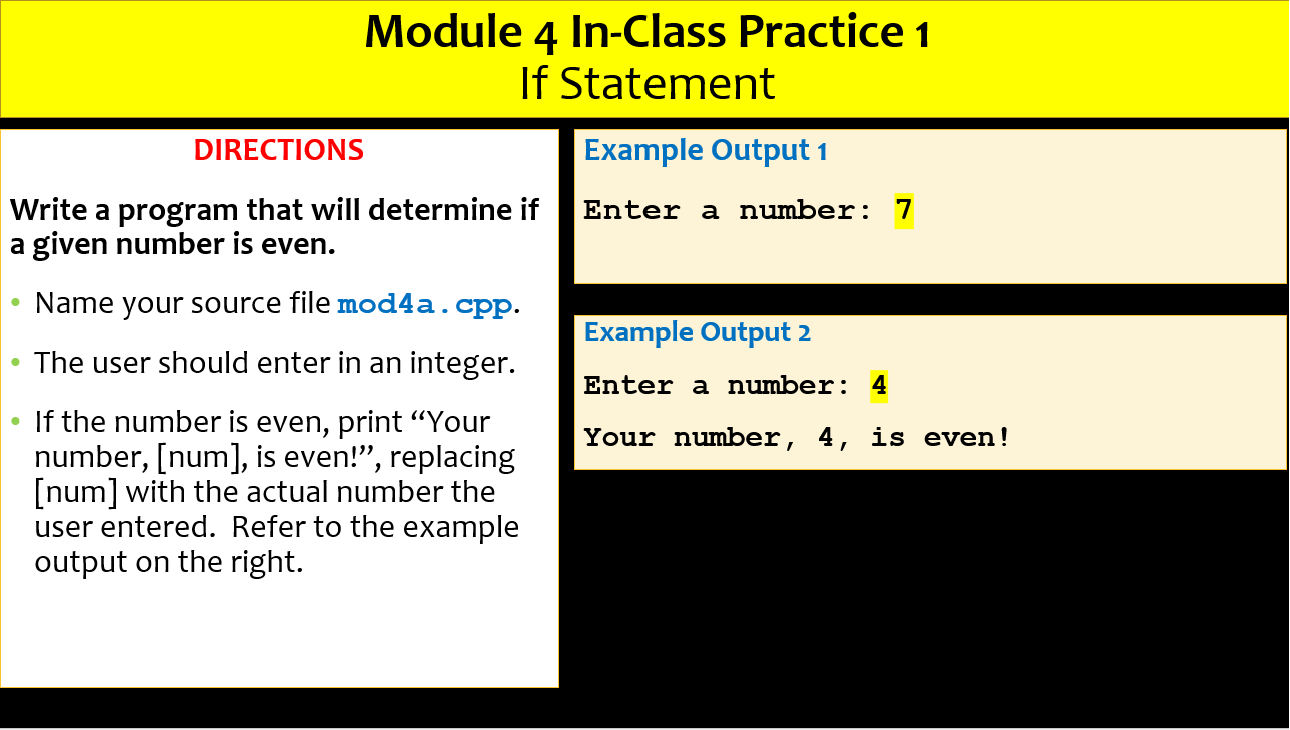 Module 4 In-Class Practice 1
If Statement
DIRECTIONS
Write a program that will determine if
a given number is even.
• Name your source file mod4a.cpp.
• The user should enter in an integer.
• If the number is even, print “Your
number, [num], is even!”, replacing
[num] with the actual number the
user entered.  Refer to the example
output on the right.
Example Output 1
Enter a number: 7
Example Output 2
Enter a number: 4
Your number, 4, is even!